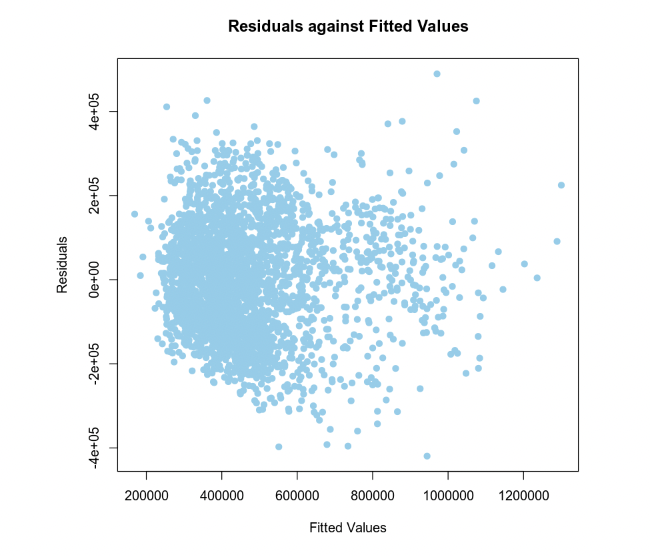 Residuals against Fitted Values
Residuals
4e+05
2e+05
0e+00
-2e+05
-4e+05
200000 400000 600000 800000 1000000 1200000
Fitted Values